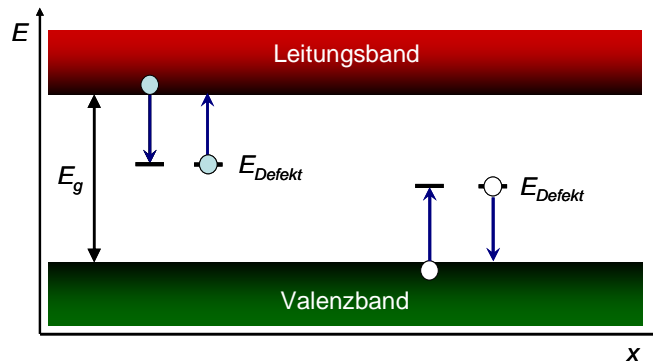 E
Leitungsband
E_Defekt
E_g
E_Defekt
Valenzband
x